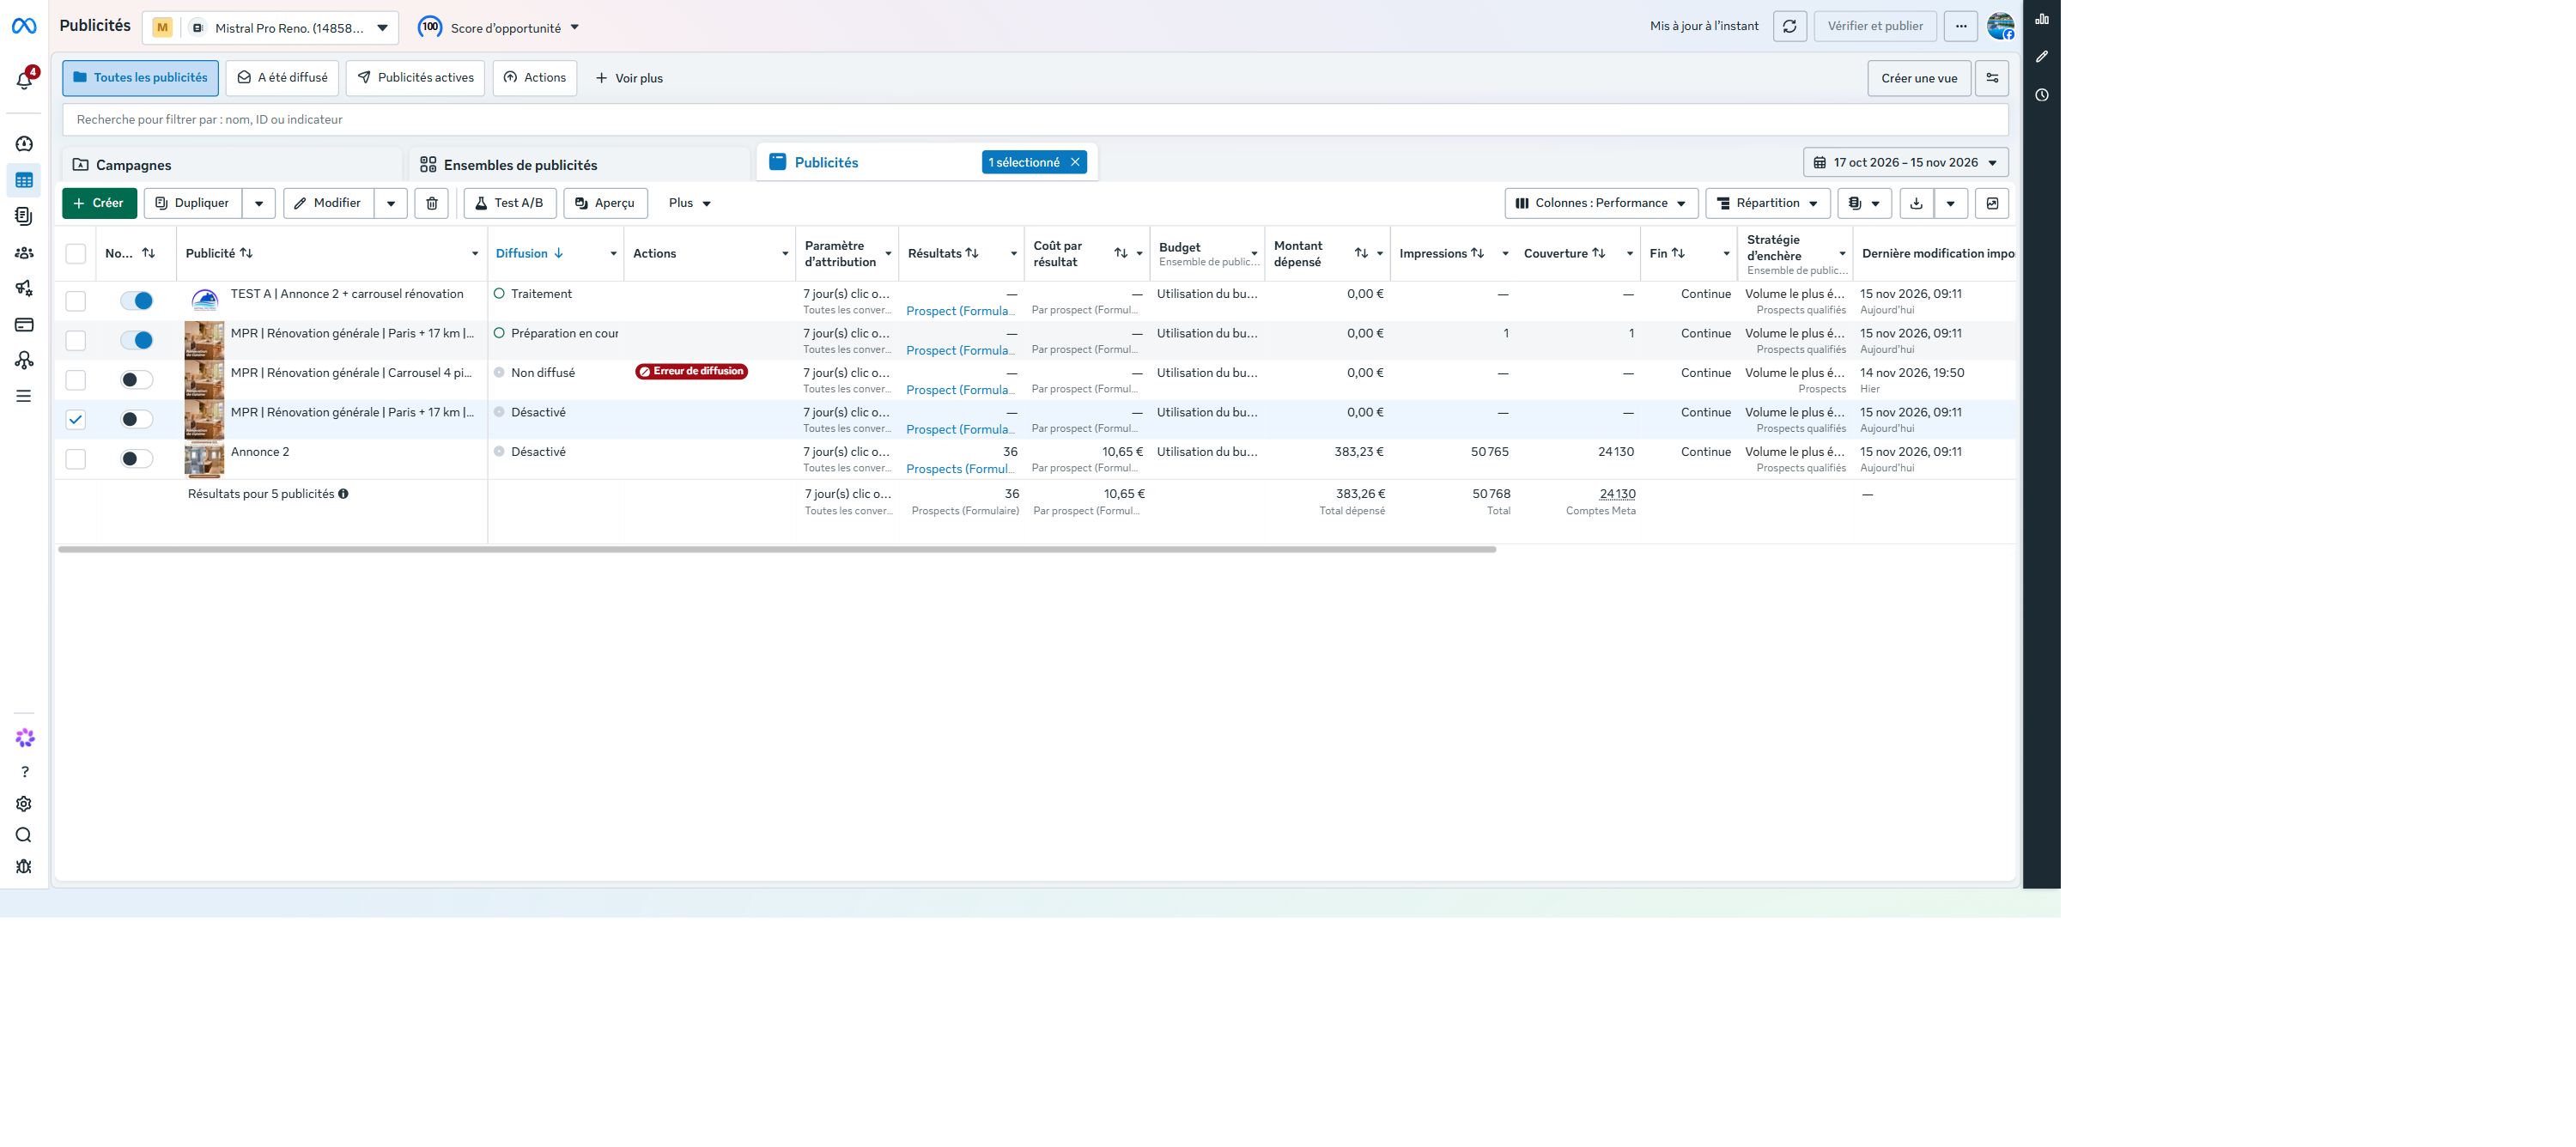 Publicités
M
Mistral Pro Reno. (14858...
100
Score d'opportunité
Mis à jour à l'instant
Vérifier et publier
4
Toutes les publicités
A été diffusé
Publicités actives
Actions
Voir plus
Créer une vue
Recherche pour filtrer par : nom, ID ou indicateur
Campagnes
Ensembles de publicités
Publicités
1 sélectionné
17 oct 2026 – 15 nov 2026
Créer
Dupliquer
Modifier
Test A/B
Aperçu
Plus
Colonnes : Performance
Répartition
No...
Publicité
Diffusion
Actions
Paramètre d'attribution
Résultats
Coût par résultat
Budget
Ensemble de public...
Montant dépensé
Impressions
Couverture
Fin
Stratégie d'enchère
Ensemble de public...
Dernière modification impo
TEST A | Annonce 2 + carrousel rénovation
Traitement
7 jour(s) clic o...
—
—
Utilisation du bu...
0,00 €
—
—
Continue
Volume le plus é...
15 nov 2026, 09:11
Toutes les conver...
Prospect (Formula...
Par prospect (Formul...
Prospects qualifiés
Aujourd'hui
MPR | Rénovation générale | Paris + 17 km |...
Préparation en cour
7 jour(s) clic o...
—
—
Utilisation du bu...
0,00 €
1
1
Continue
Volume le plus é...
15 nov 2026, 09:11
Toutes les conver...
Prospect (Formula...
Par prospect (Formul...
Prospects qualifiés
Aujourd'hui
MPR | Rénovation générale | Carrousel 4 pi...
Non diffusé
Erreur de diffusion
7 jour(s) clic o...
—
—
Utilisation du bu...
0,00 €
—
—
Continue
Volume le plus é...
14 nov 2026, 19:50
Toutes les conver...
Prospect (Formula...
Par prospect (Formul...
Prospects
Hier
MPR | Rénovation générale | Paris + 17 km |...
Désactivé
7 jour(s) clic o...
—
—
Utilisation du bu...
0,00 €
—
—
Continue
Volume le plus é...
15 nov 2026, 09:11
Toutes les conver...
Prospect (Formula...
Par prospect (Formul...
Prospects qualifiés
Aujourd'hui
Annonce 2
Désactivé
7 jour(s) clic o...
36
10,65 €
Utilisation du bu...
383,23 €
50 765
24 130
Continue
Volume le plus é...
15 nov 2026, 09:11
Toutes les conver...
Prospects (Formul...
Par prospect (Formul...
Prospects qualifiés
Aujourd'hui
Résultats pour 5 publicités
7 jour(s) clic o...
36
10,65 €
383,26 €
50 768
24 130
—
Toutes les conver...
Prospects (Formulaire)
Par prospect (Formul...
Total dépensé
Total
Comptes Meta